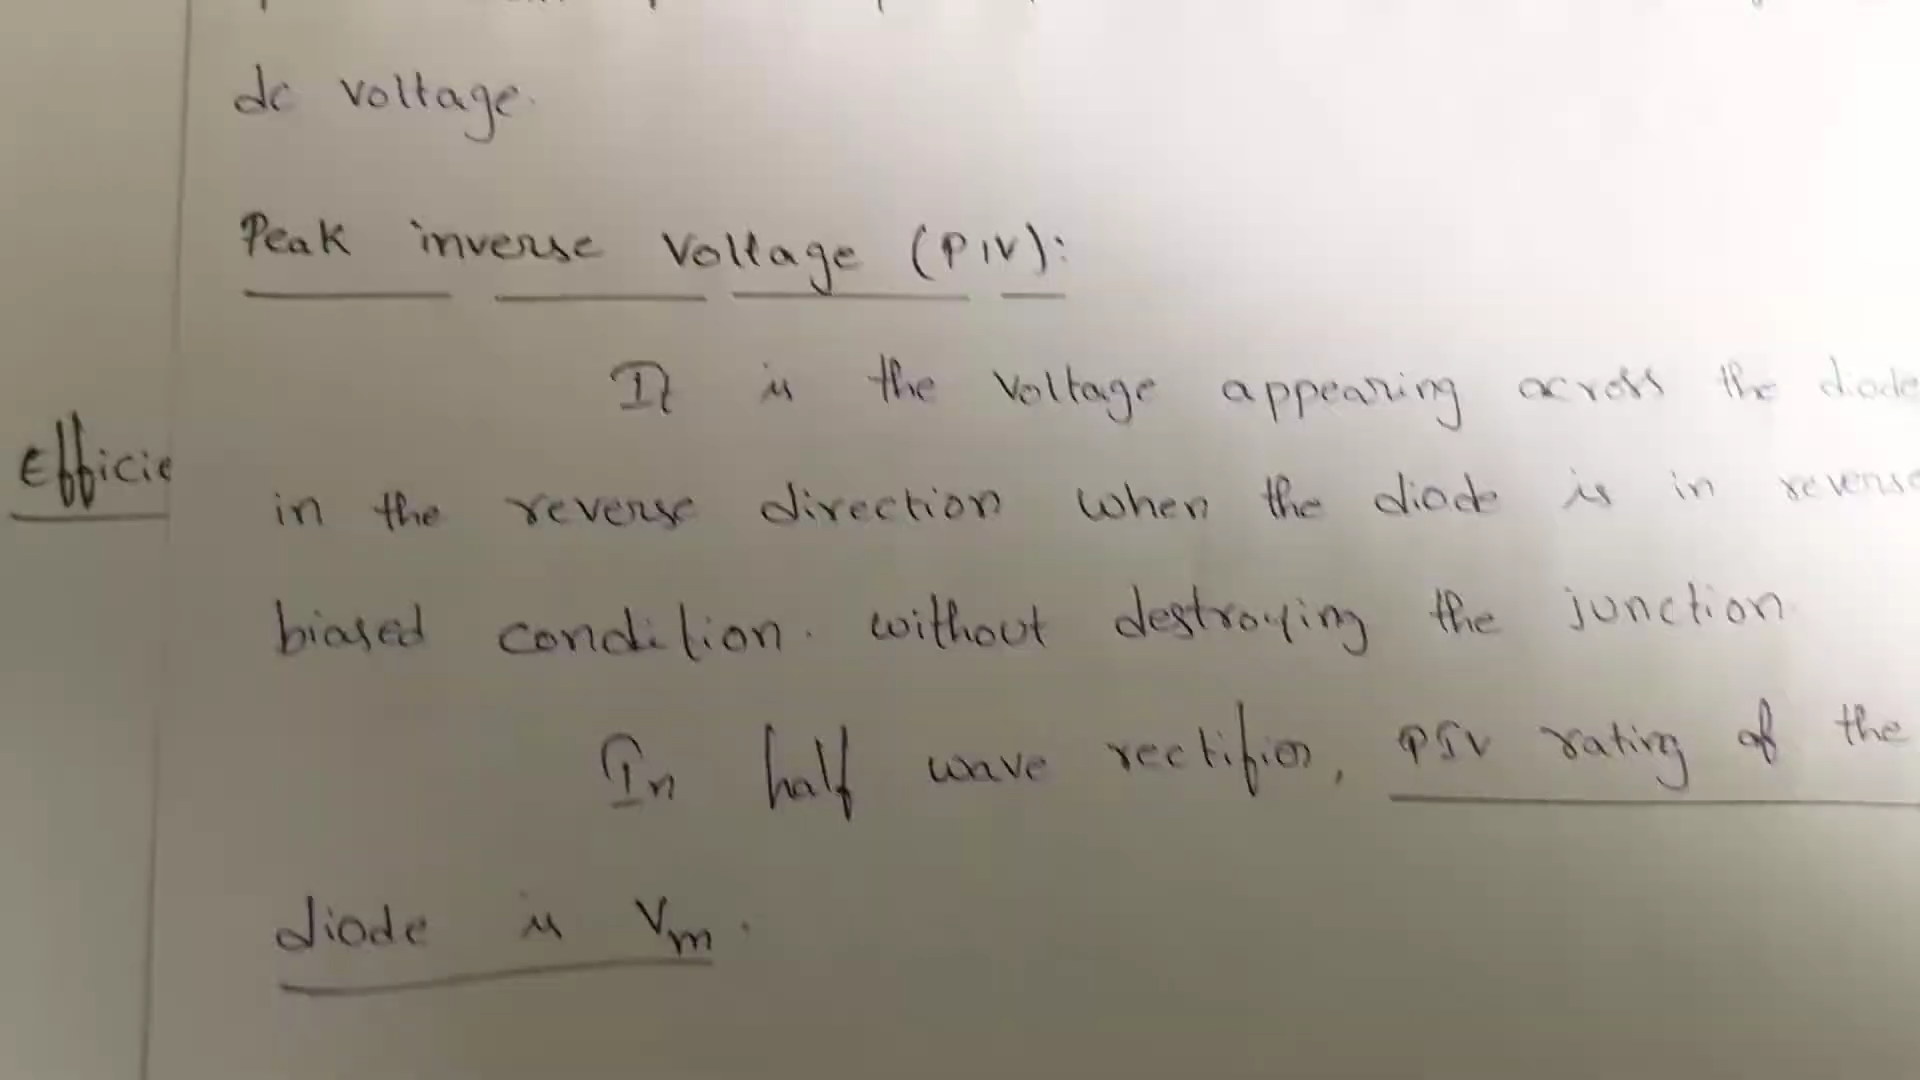 dc voltage.
Peak inverse Voltage (PIV):
It is the Voltage appearing across the diode
Efficie
in the reverse direction when the diode is in reverse
biased condition. without destroying the junction.
In half wave rectifier, PIV rating of the
diode is Vm.